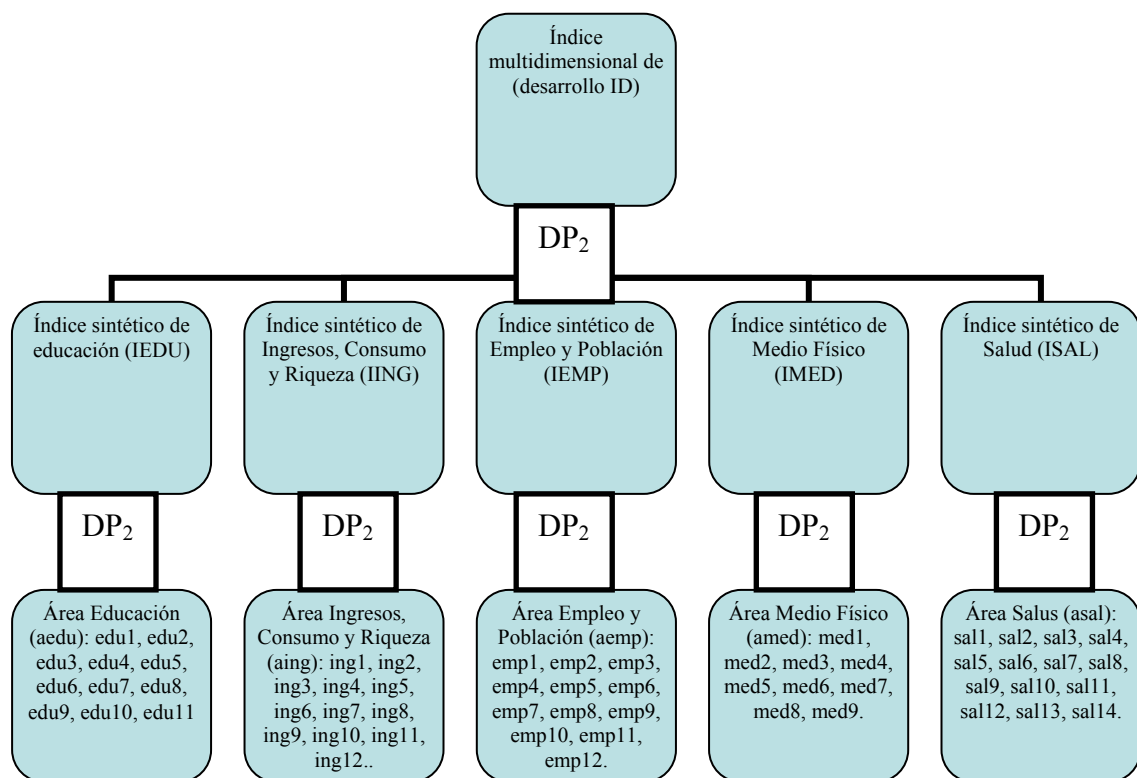 Índice
multidimensional de
(desarrollo ID)
DP₂
Índice sintético de
educación (IEDU)
Índice sintético de
Ingresos, Consumo
y Riqueza (IING)
Índice sintético de
Empleo y Población
(IEMP)
Índice sintético de
Medio Físico
(IMED)
Índice sintético de
Salud (ISAL)
DP₂
DP₂
DP₂
DP₂
DP₂
Área Educación
(aedu): edu1, edu2,
edu3, edu4, edu5,
edu6, edu7, edu8,
edu9, edu10, edu11
Área Ingresos,
Consumo y Riqueza
(aing): ing1, ing2,
ing3, ing4, ing5,
ing6, ing7, ing8,
ing9, ing10, ing11,
ing12..
Área Empleo y
Población (aemp):
emp1, emp2, emp3,
emp4, emp5, emp6,
emp7, emp8, emp9,
emp10, emp11,
emp12.
Área Medio Físico
(amed): med1,
med2, med3, med4,
med5, med6, med7,
med8, med9.
Área Salus (asal):
sal1, sal2, sal3, sal4,
sal5, sal6, sal7, sal8,
sal9, sal10, sal11,
sal12, sal13, sal14.